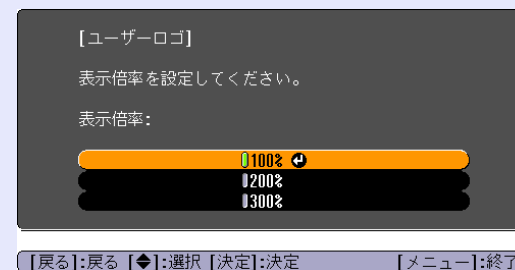 [ユーザーロゴ]
表示倍率を設定してください。
表示倍率:
100%
200%
300%
[戻る]:戻る [◆]:選択 [決定]:決定 [メニュー]:終了